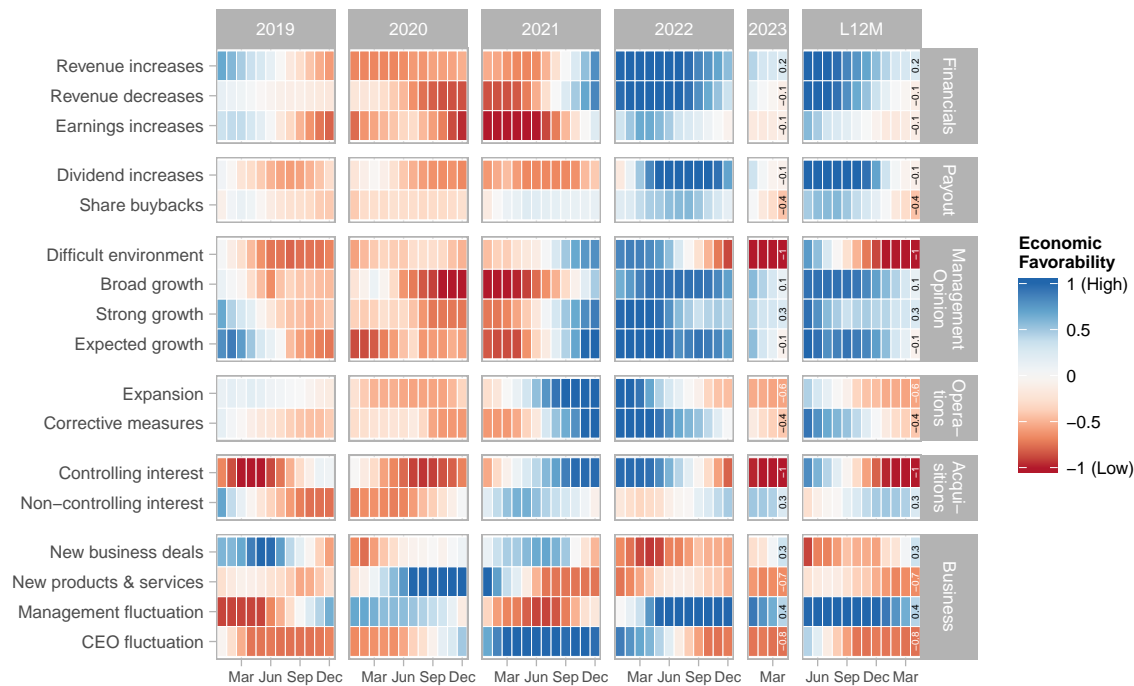 2019 2020 2021 2022 2023 L12M
Revenue increases 0.2 0.2
Revenue decreases −0.1 −0.1
Earnings increases −0.1 −0.1
Financials
Dividend increases −0.1 −0.1
Share buybacks −0.4 −0.4
Payout
Difficult environment −1 −1
Broad growth 0.1 0.1
Strong growth 0.3 0.3
Expected growth −0.1 −0.1
Management
Opinion
Expansion −0.6 −0.6
Corrective measures −0.4 −0.4
Opera−
tions
Controlling interest −1 −1
Non−controlling interest 0.3 0.3
Acqui−
sitions
New business deals 0.3 0.3
New products & services −0.7 −0.7
Management fluctuation 0.4 0.4
CEO fluctuation −0.8 −0.8
Business
Mar Jun Sep Dec Mar Jun Sep Dec Mar Jun Sep Dec Mar Jun Sep Dec Mar Jun Sep Dec Mar
Economic
Favorability
1 (High)
0.5
0
−0.5
−1 (Low)